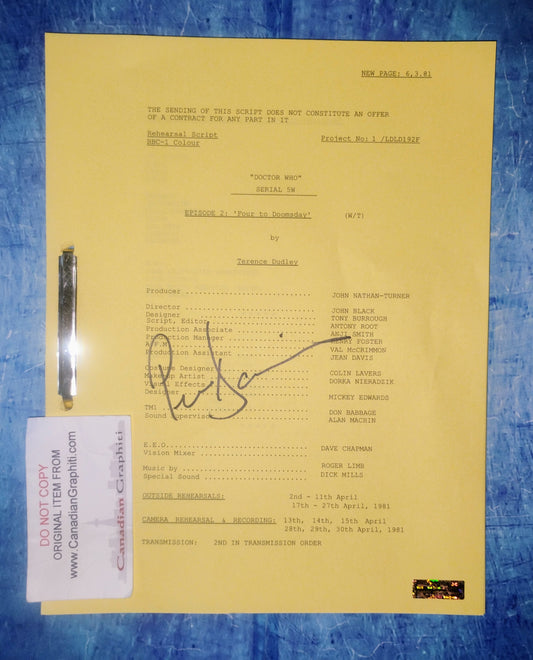 NEW PAGE: 6,3.81
THE SENDING OF THIS SCRIPT DOES NOT CONSTITUTE AN OFFER
OF A CONTRACT FOR ANY PART IN IT
Rehearsal Script
BBC-1 Colour
Project No: 1 /LDLD192F
"DOCTOR WHO"
SERIAL 5W
EPISODE 2: 'Four to Doomsday' (W/T)
by
Terence Dudley
Producer ............................ JOHN NATHAN-TURNER
Director ............................ JOHN BLACK
Designer ............................ TONY BURROUGH
Script, Editor ............................ ANTONY ROOT
Production Associate ............................ ANJI SMITH
Production Manager ............................ HENRY FOSTER
A.F.M. ............................ VAL McCRIMMON
Production Assistant ............................ JEAN DAVIS
Costume Designer ............................ COLIN LAVERS
Makeup Artist ............................ DORKA NIERADZIK
Visual Effects
Designer ............................ MICKEY EDWARDS
TM1 ............................ DON BABBAGE
Sound Supervisor ............................ ALAN MACHIN
E.E.O. ............................ DAVE CHAPMAN
Vision Mixer ............................
Music by ............................ ROGER LIMB
Special Sound ............................ DICK MILLS
OUTSIDE REHEARSALS: 2nd - 11th April
17th - 27th April, 1981
CAMERA REHEARSAL & RECORDING: 13th, 14th, 15th April
28th, 29th, 30th April, 1981
TRANSMISSION: 2ND IN TRANSMISSION ORDER
DO NOT COPY
ORIGINAL ITEM FROM
www.CanadianGraphiti.com
Canadian Graphiti